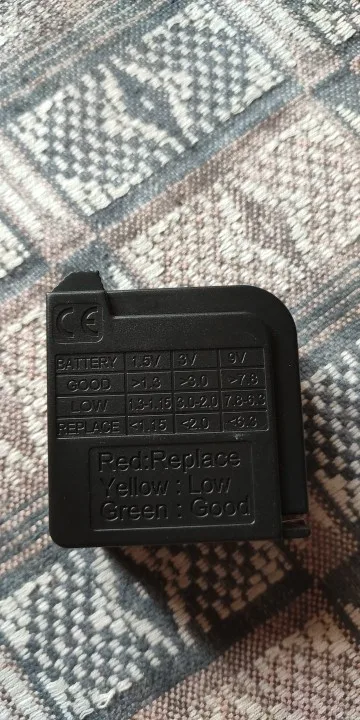 CE
BATTERY 1.5V 3V 9V
GOOD >1.3 >3.0 >7.8
LOW 1.3-1.15 3.0-2.0 7.8-6.3
REPLACE <1.15 <2.0 <6.3
Red:Replace
Yellow : Low
Green : Good